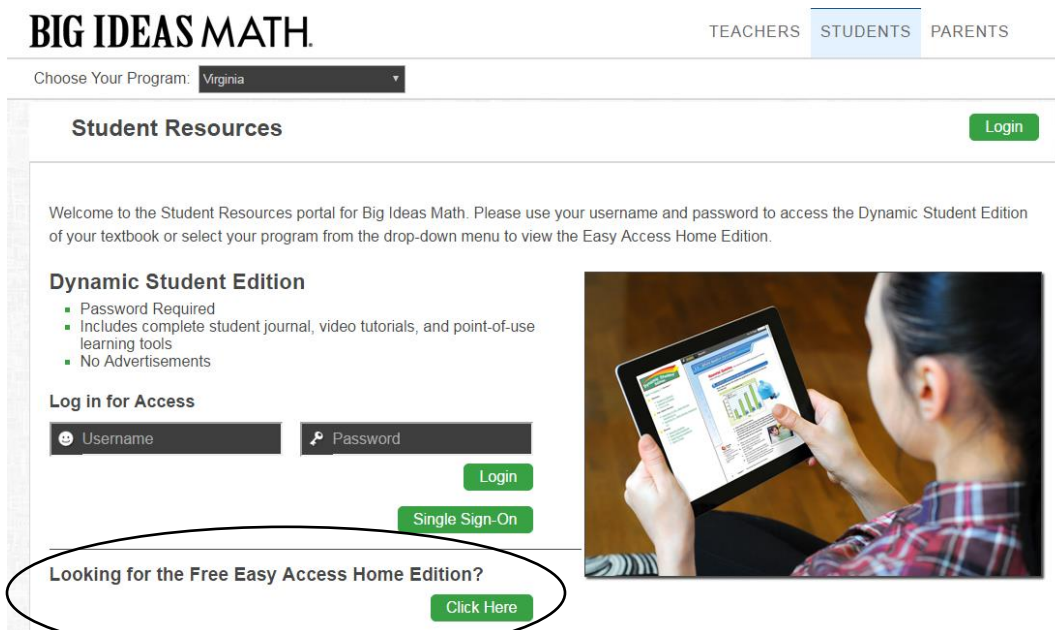 BIG IDEAS MATH.
TEACHERS STUDENTS PARENTS
Choose Your Program: Virginia
Student Resources
Login
Welcome to the Student Resources portal for Big Ideas Math. Please use your username and password to access the Dynamic Student Edition
of your textbook or select your program from the drop-down menu to view the Easy Access Home Edition.
Dynamic Student Edition
Password Required
Includes complete student journal, video tutorials, and point-of-use
learning tools
No Advertisements
Log in for Access
Username
Password
Login
Single Sign-On
Looking for the Free Easy Access Home Edition?
Click Here